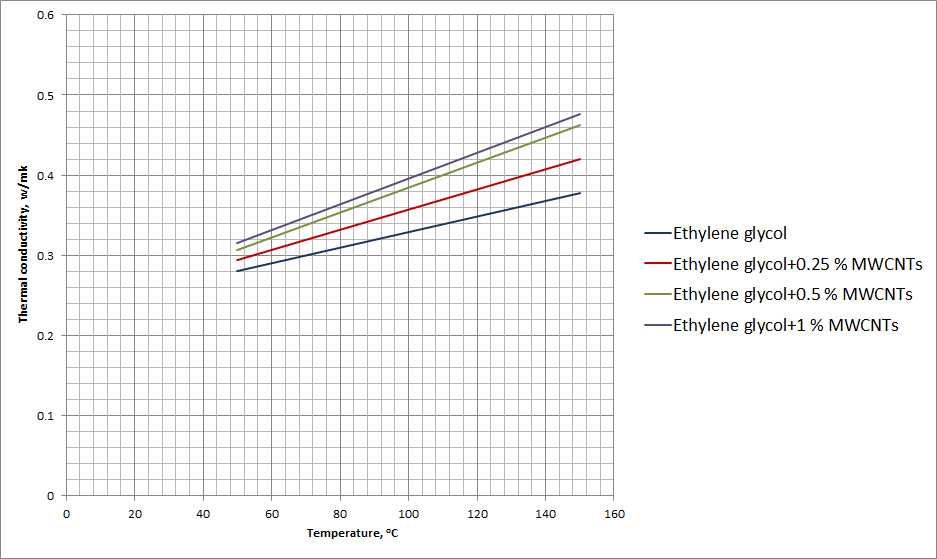 0.6
0.5
0.4
0.3
0.2
0.1
0
Thermal conductivity, w/mk
0 20 40 60 80 100 120 140 160
Temperature, °C
Ethylene glycol
Ethylene glycol+0.25 % MWCNTs
Ethylene glycol+0.5 % MWCNTs
Ethylene glycol+1 % MWCNTs